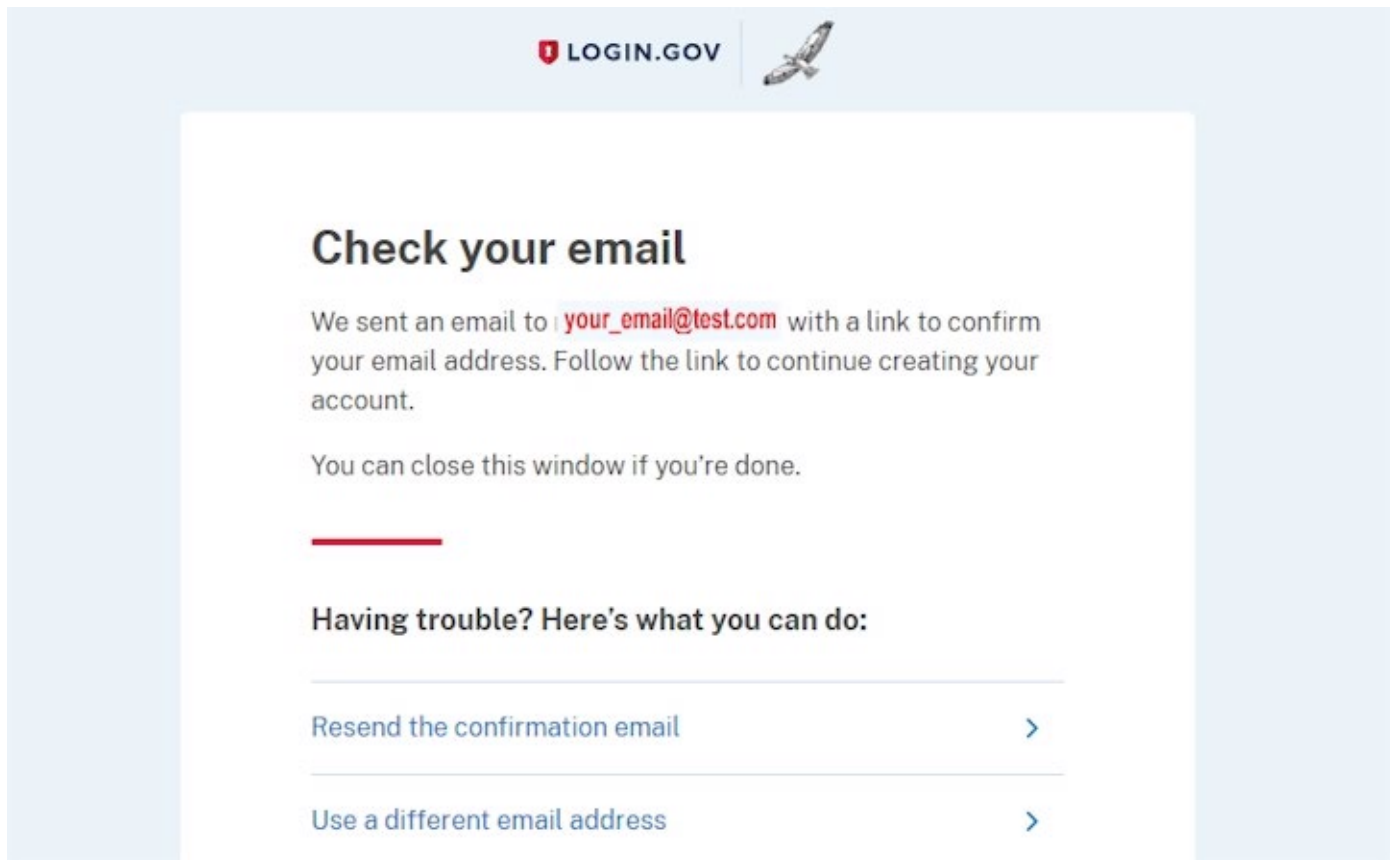 LOGIN.GOV
Check your email
We sent an email to your_email@test.com with a link to confirm
your email address. Follow the link to continue creating your
account.
You can close this window if you're done.
Having trouble? Here's what you can do:
Resend the confirmation email
Use a different email address